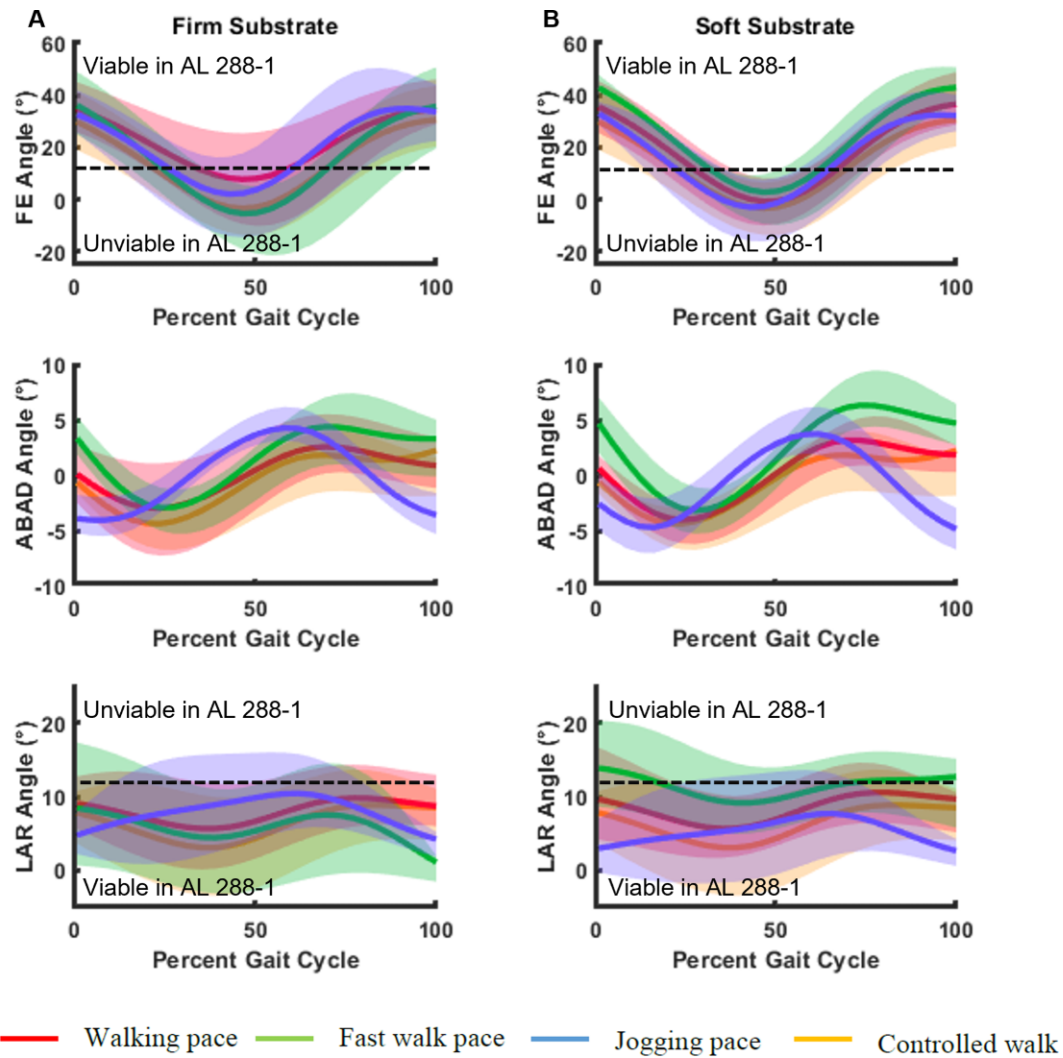 A
Firm Substrate
60
40
20
0
-20
FE Angle (°)
Viable in AL 288-1
Unviable in AL 288-1
0
50
100
Percent Gait Cycle
B
Soft Substrate
60
40
20
0
-20
FE Angle (°)
Viable in AL 288-1
Unviable in AL 288-1
0
50
100
Percent Gait Cycle
10
5
0
-5
-10
ABAD Angle (°)
0
50
100
Percent Gait Cycle
10
5
0
-5
-10
ABAD Angle (°)
0
50
100
Percent Gait Cycle
20
10
0
LAR Angle (°)
Unviable in AL 288-1
Viable in AL 288-1
0
50
100
Percent Gait Cycle
20
10
0
LAR Angle (°)
Unviable in AL 288-1
Viable in AL 288-1
0
50
100
Percent Gait Cycle
Walking pace
Fast walk pace
Jogging pace
Controlled walk